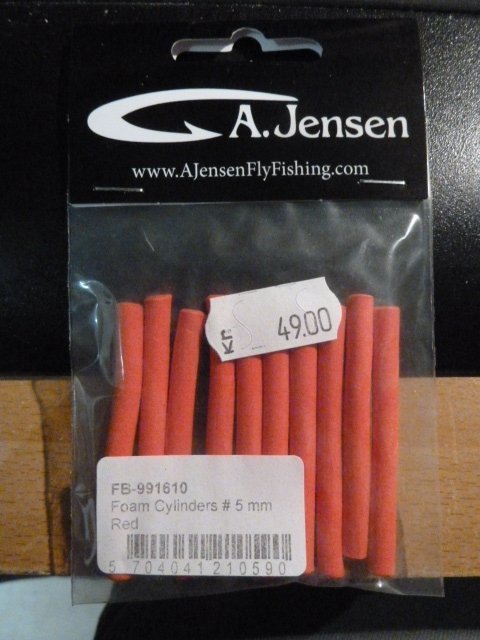 A. Jensen
www.AJensenFlyFishing.com
kr 49.00
FB-991610
Foam Cylinders # 5 mm
Red
5 704041 210590